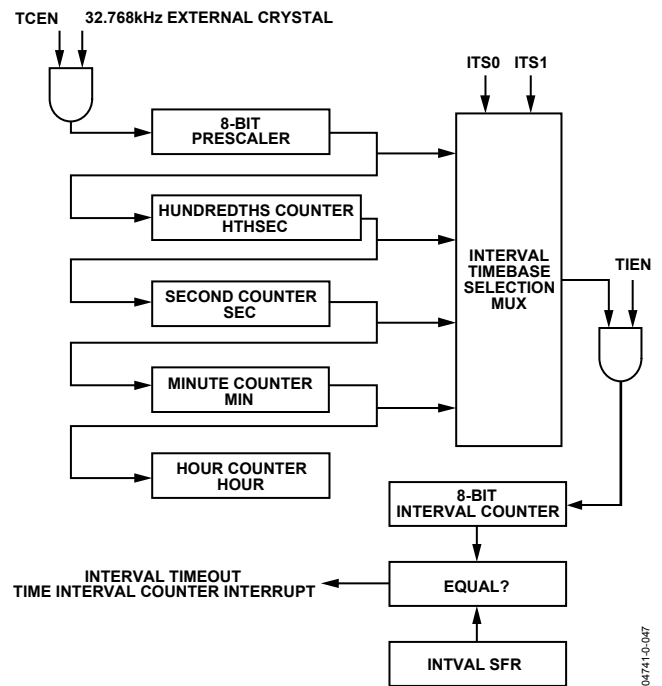 TCEN 32.768kHz EXTERNAL CRYSTAL
ITS0 ITS1
8-BIT
PRESCALER
HUNDREDTHS COUNTER
HTHSEC
INTERVAL
TIMEBASE
SELECTION
MUX
TIEN
SECOND COUNTER
SEC
MINUTE COUNTER
MIN
HOUR COUNTER
HOUR
8-BIT
INTERVAL COUNTER
INTERVAL TIMEOUT
TIME INTERVAL COUNTER INTERRUPT
EQUAL?
INTVAL SFR
04741-0-047